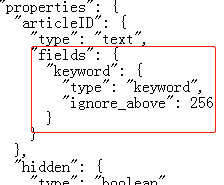 "properties": {
"articleID": {
"type": "text",
"fields": {
"keyword": {
"type": "keyword",
"ignore_above": 256
}
}
},
"hidden": {
"type": "boolean"